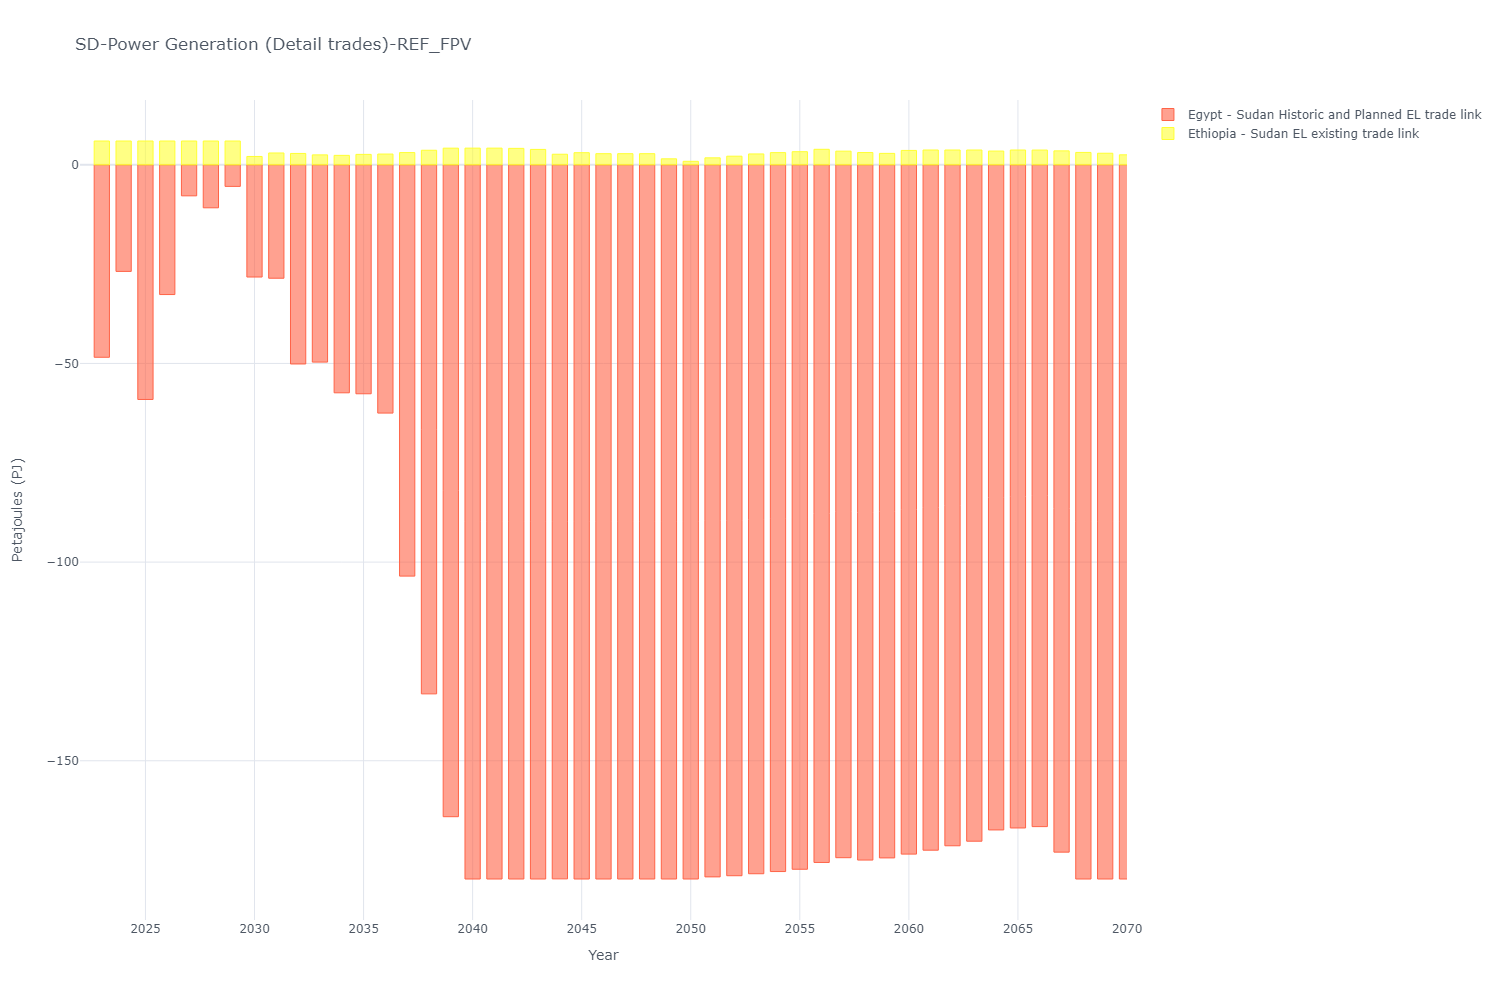 SD-Power Generation (Detail trades)-REF_FPV
Egypt - Sudan Historic and Planned EL trade link
Ethiopia - Sudan EL existing trade link
0
−50
−100
−150
Petajoules (PJ)
2025 2030 2035 2040 2045 2050 2055 2060 2065 2070
Year